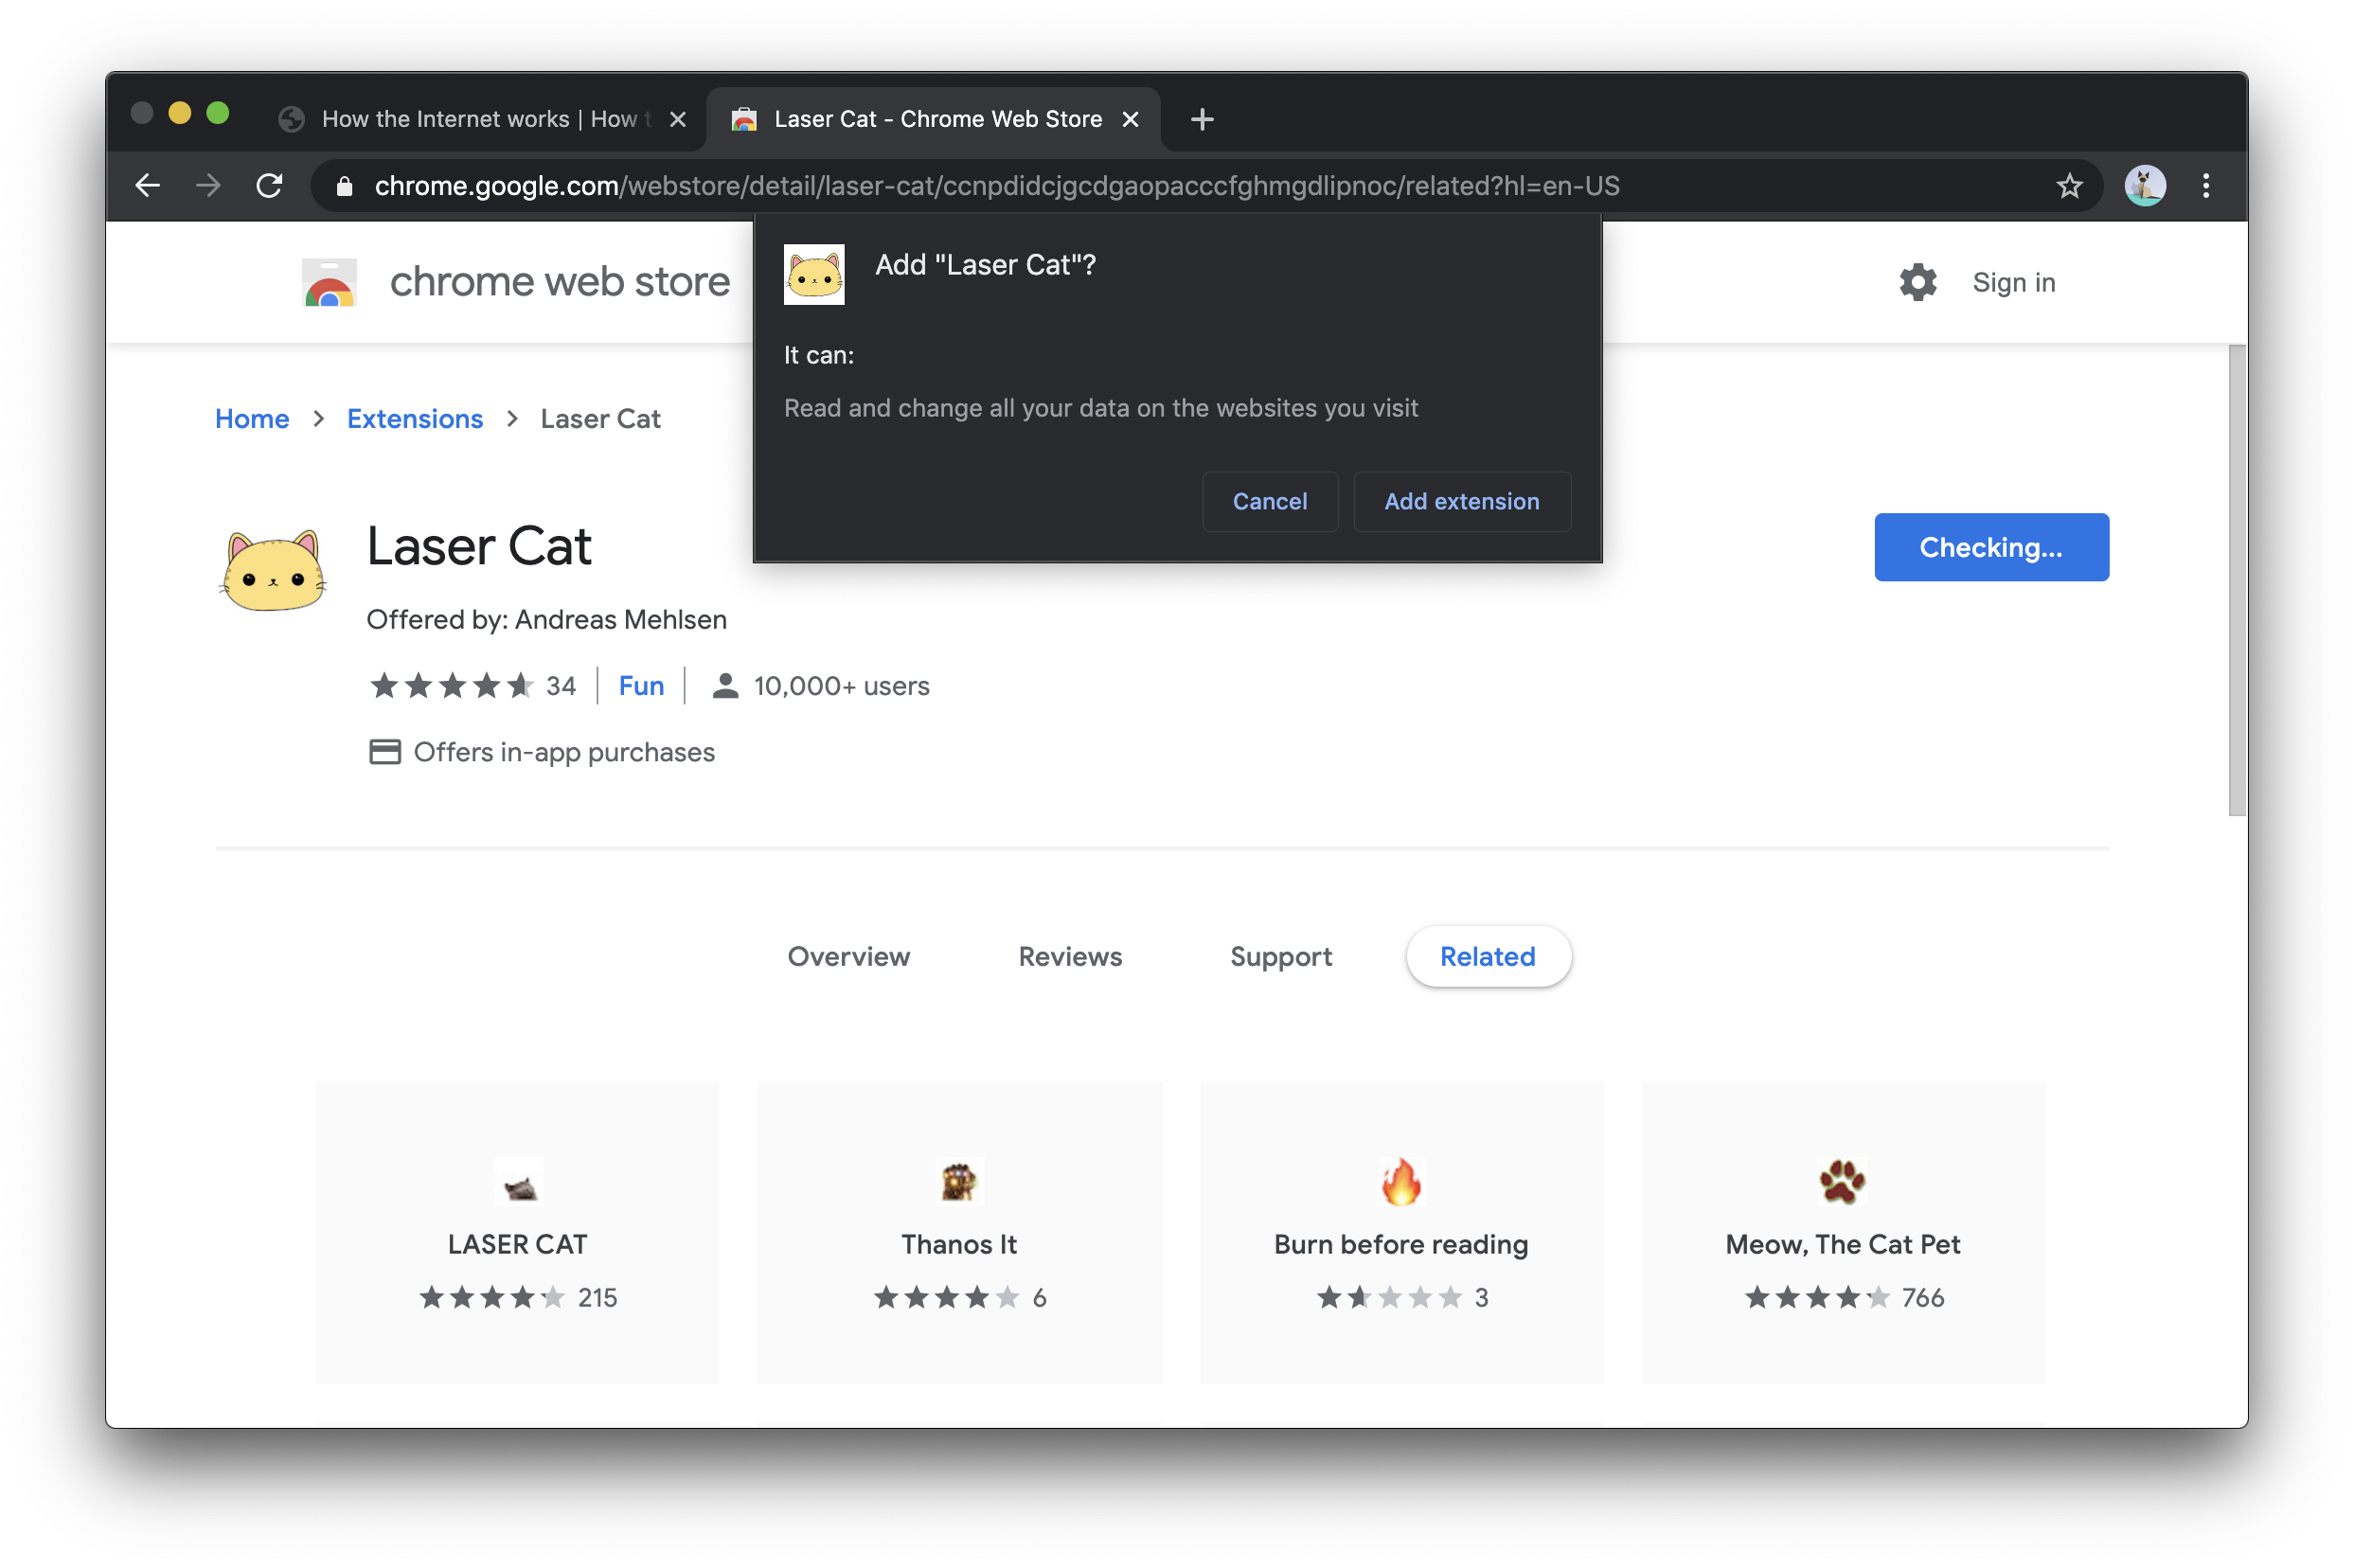 How the Internet works | How t
Laser Cat - Chrome Web Store
chrome.google.com/webstore/detail/laser-cat/ccnpdidcjgcdgaopacccfghmgdlipnoc/related?hl=en-US
chrome web store
Sign in
Add "Laser Cat"?
It can:
Read and change all your data on the websites you visit
Cancel
Add extension
Home > Extensions > Laser Cat
Laser Cat
Checking...
Offered by: Andreas Mehlsen
34 | Fun | 10,000+ users
Offers in-app purchases
Overview
Reviews
Support
Related
LASER CAT
215
Thanos It
6
Burn before reading
3
Meow, The Cat Pet
766